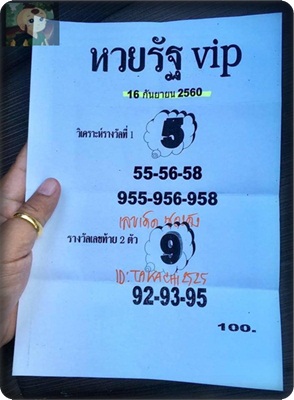 หวยรัฐ vip
16 กันยายน 2560
วิเคราะห์รางวัลที่ 1
5
55-56-58
955-956-958
รางวัลเลขท้าย 2 ตัว
9
ID: TAKACHI2525
92-93-95
100.